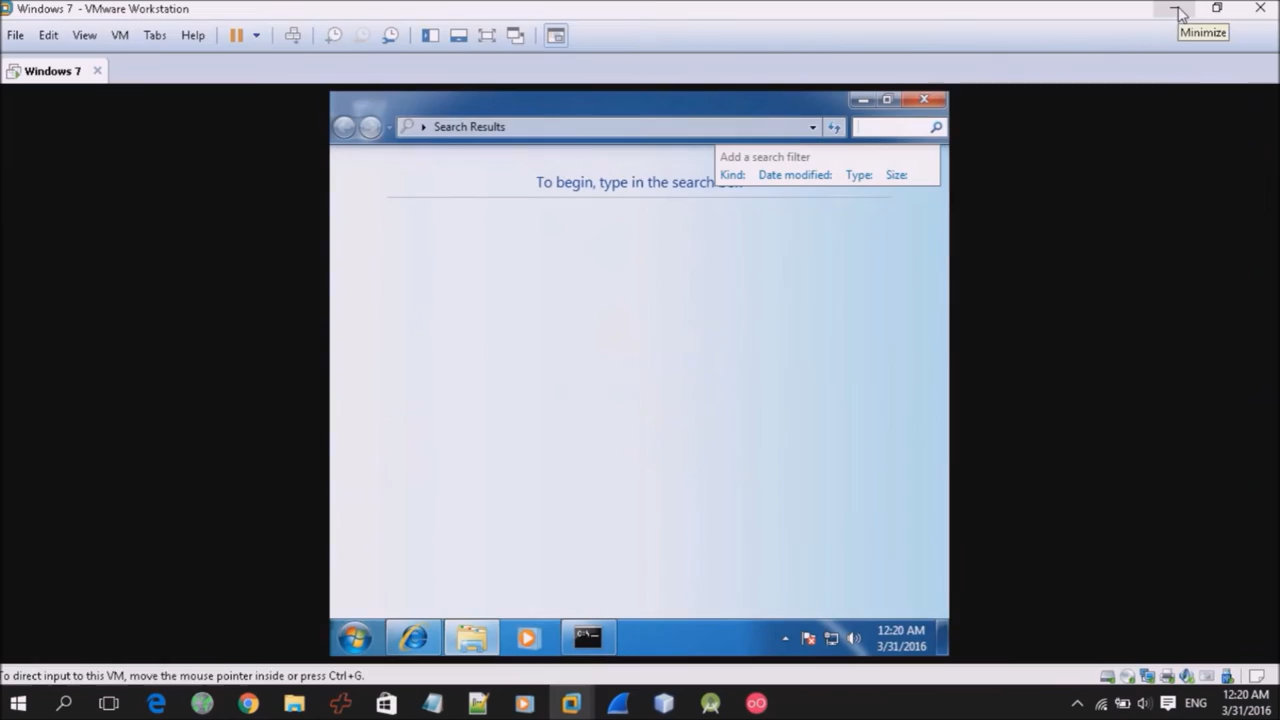 Windows 7 - VMware Workstation
Minimize
File Edit View VM Tabs Help
Windows 7
Search Results
Add a search filter
Kind: Date modified: Type: Size:
To begin, type in the search
12:20 AM
3/31/2016
To direct input to this VM, move the mouse pointer inside or press Ctrl+G.
ENG
12:20 AM
3/31/2016